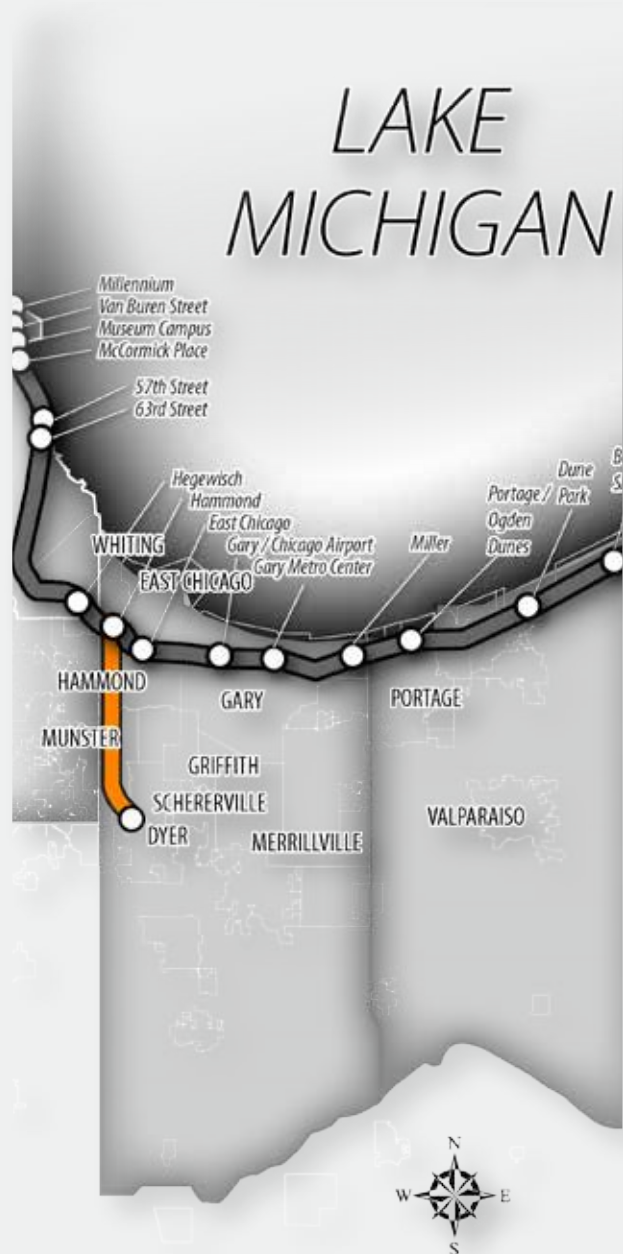 LAKE
MICHIGAN
Millennium
Van Buren Street
Museum Campus
McCormick Place
57th Street
63rd Street
Hegewisch
Hammond
East Chicago
Gary / Chicago Airport
Gary Metro Center
Miller
Portage /
Ogden
Dunes
Dune
Park
B
S
WHITING
EAST CHICAGO
HAMMOND
GARY
PORTAGE
MUNSTER
GRIFFITH
SCHERERVILLE
DYER
MERRILLVILLE
VALPARAISO
N
W E
S